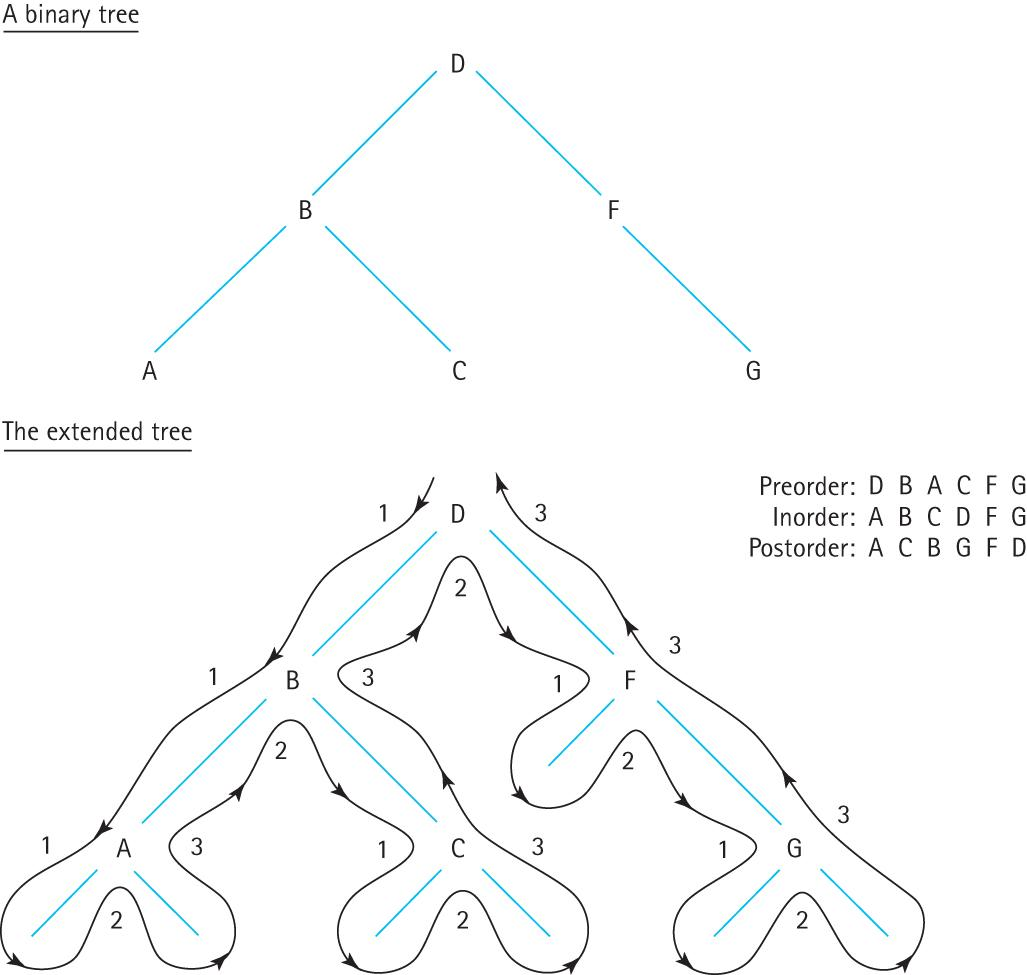 A binary tree
D
B F
A C G
The extended tree
Preorder: D B A C F G
Inorder: A B C D F G
Postorder: A C B G F D
1 D 3
2
1 B 3 1 F 3
2 2
1 A 3 1 C 3 1 G 3
2 2 2